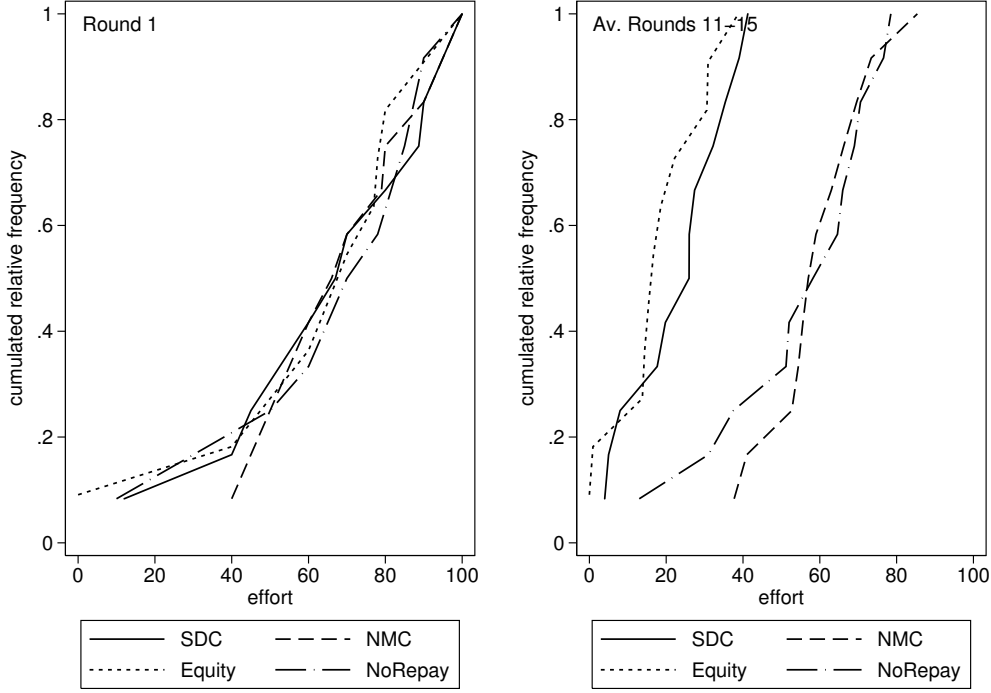 Round 1
cumulated relative frequency
1
.8
.6
.4
.2
0
0 20 40 60 80 100
effort
SDC NMC
Equity NoRepay
Av. Rounds 11-15
cumulated relative frequency
1
.8
.6
.4
.2
0
0 20 40 60 80 100
effort
SDC NMC
Equity NoRepay